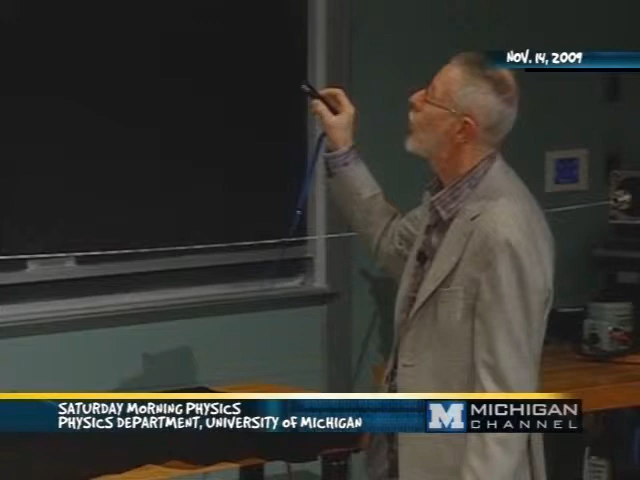 NOV. 14, 2009
SATURDAY MORNING PHYSICS
PHYSICS DEPARTMENT, UNIVERSITY OF MICHIGAN
M MICHIGAN
CHANNEL